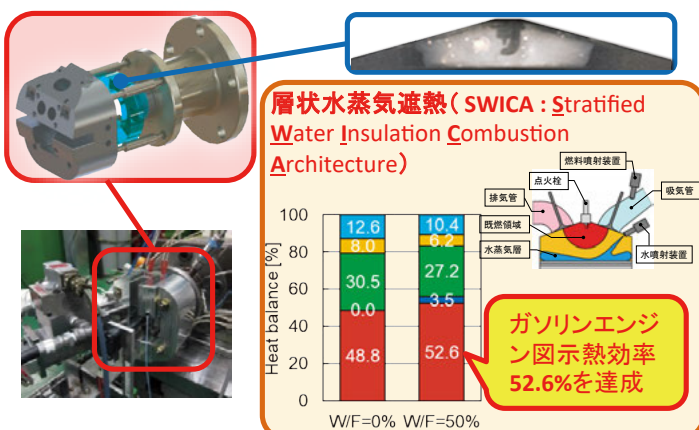 層状水蒸気遮熱( SWICA : Stratified
Water Insulation Combustion
Architecture)
燃料噴射装置
点火栓
吸気管
排気管
既燃領域
水蒸気層
水噴射装置
Heat balance [%]
100
80
60
40
20
0
12.6
8.0
30.5
0.0
48.8
10.4
6.2
27.2
3.5
52.6
W/F=0% W/F=50%
ガソリンエンジ
ン図示熱効率
52.6%を達成